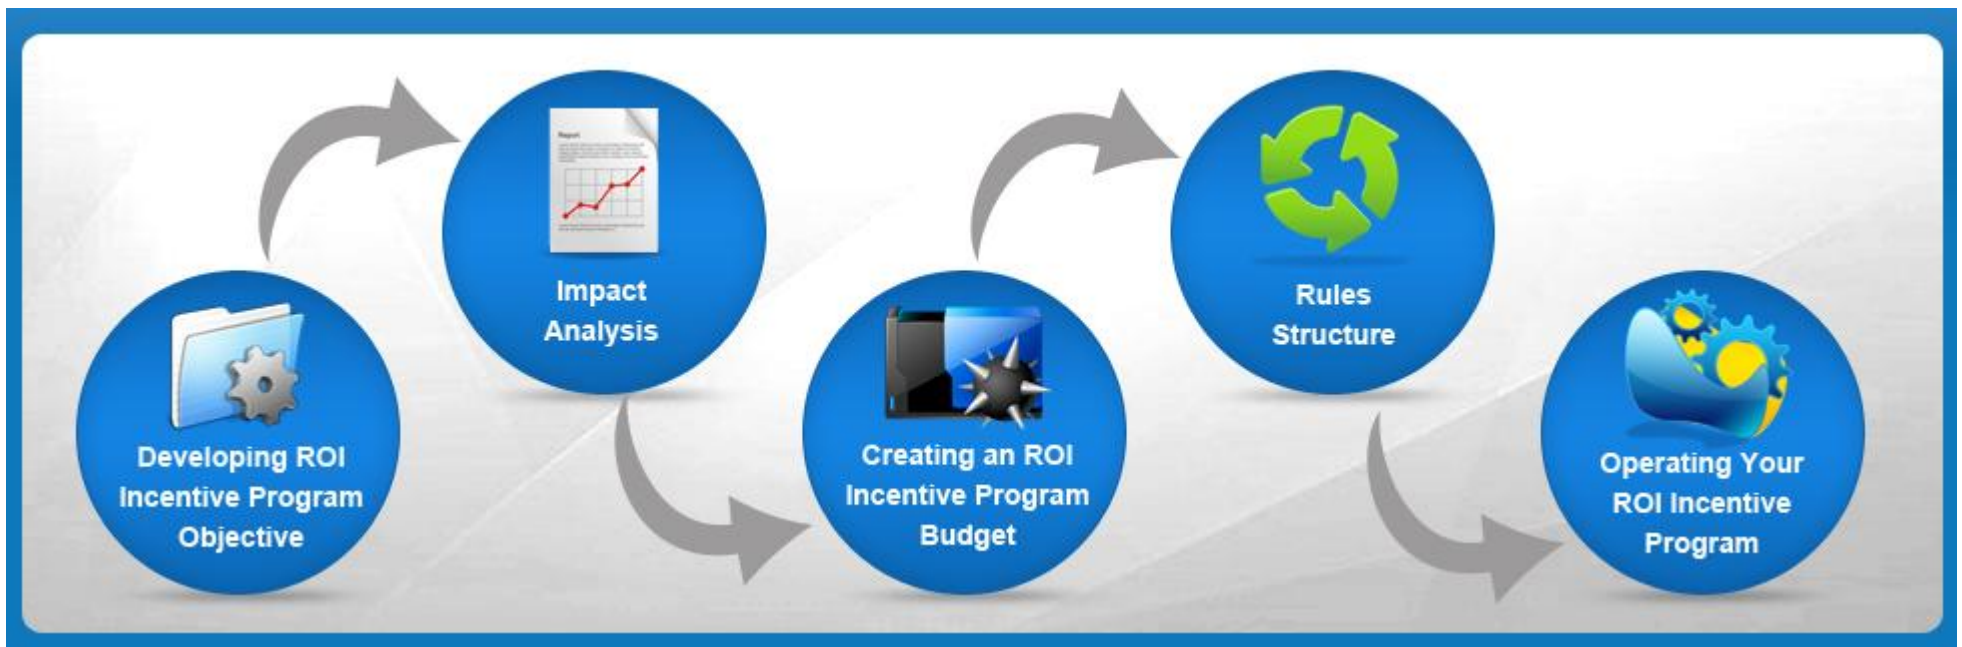 Report
Impact
Analysis
Rules
Structure
Developing ROI
Incentive Program
Objective
Creating an ROI
Incentive Program
Budget
Operating Your
ROI Incentive
Program